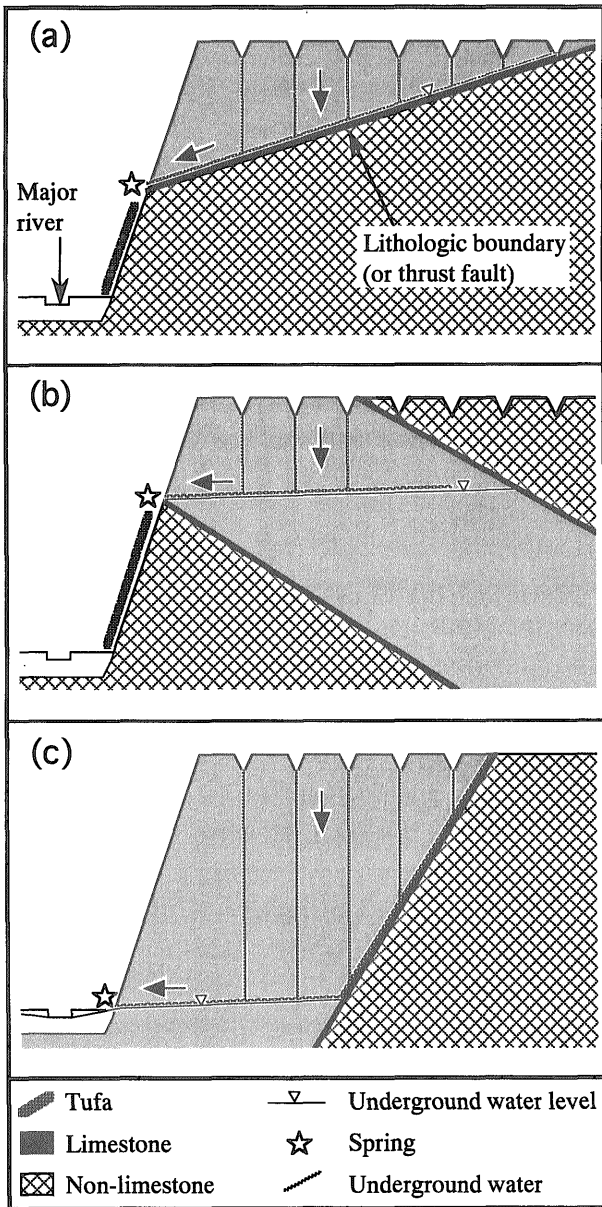 (a)
Major
river
Lithologic boundary
(or thrust fault)
(b)
(c)
Tufa
Underground water level
Limestone
Spring
Non-limestone
Underground water